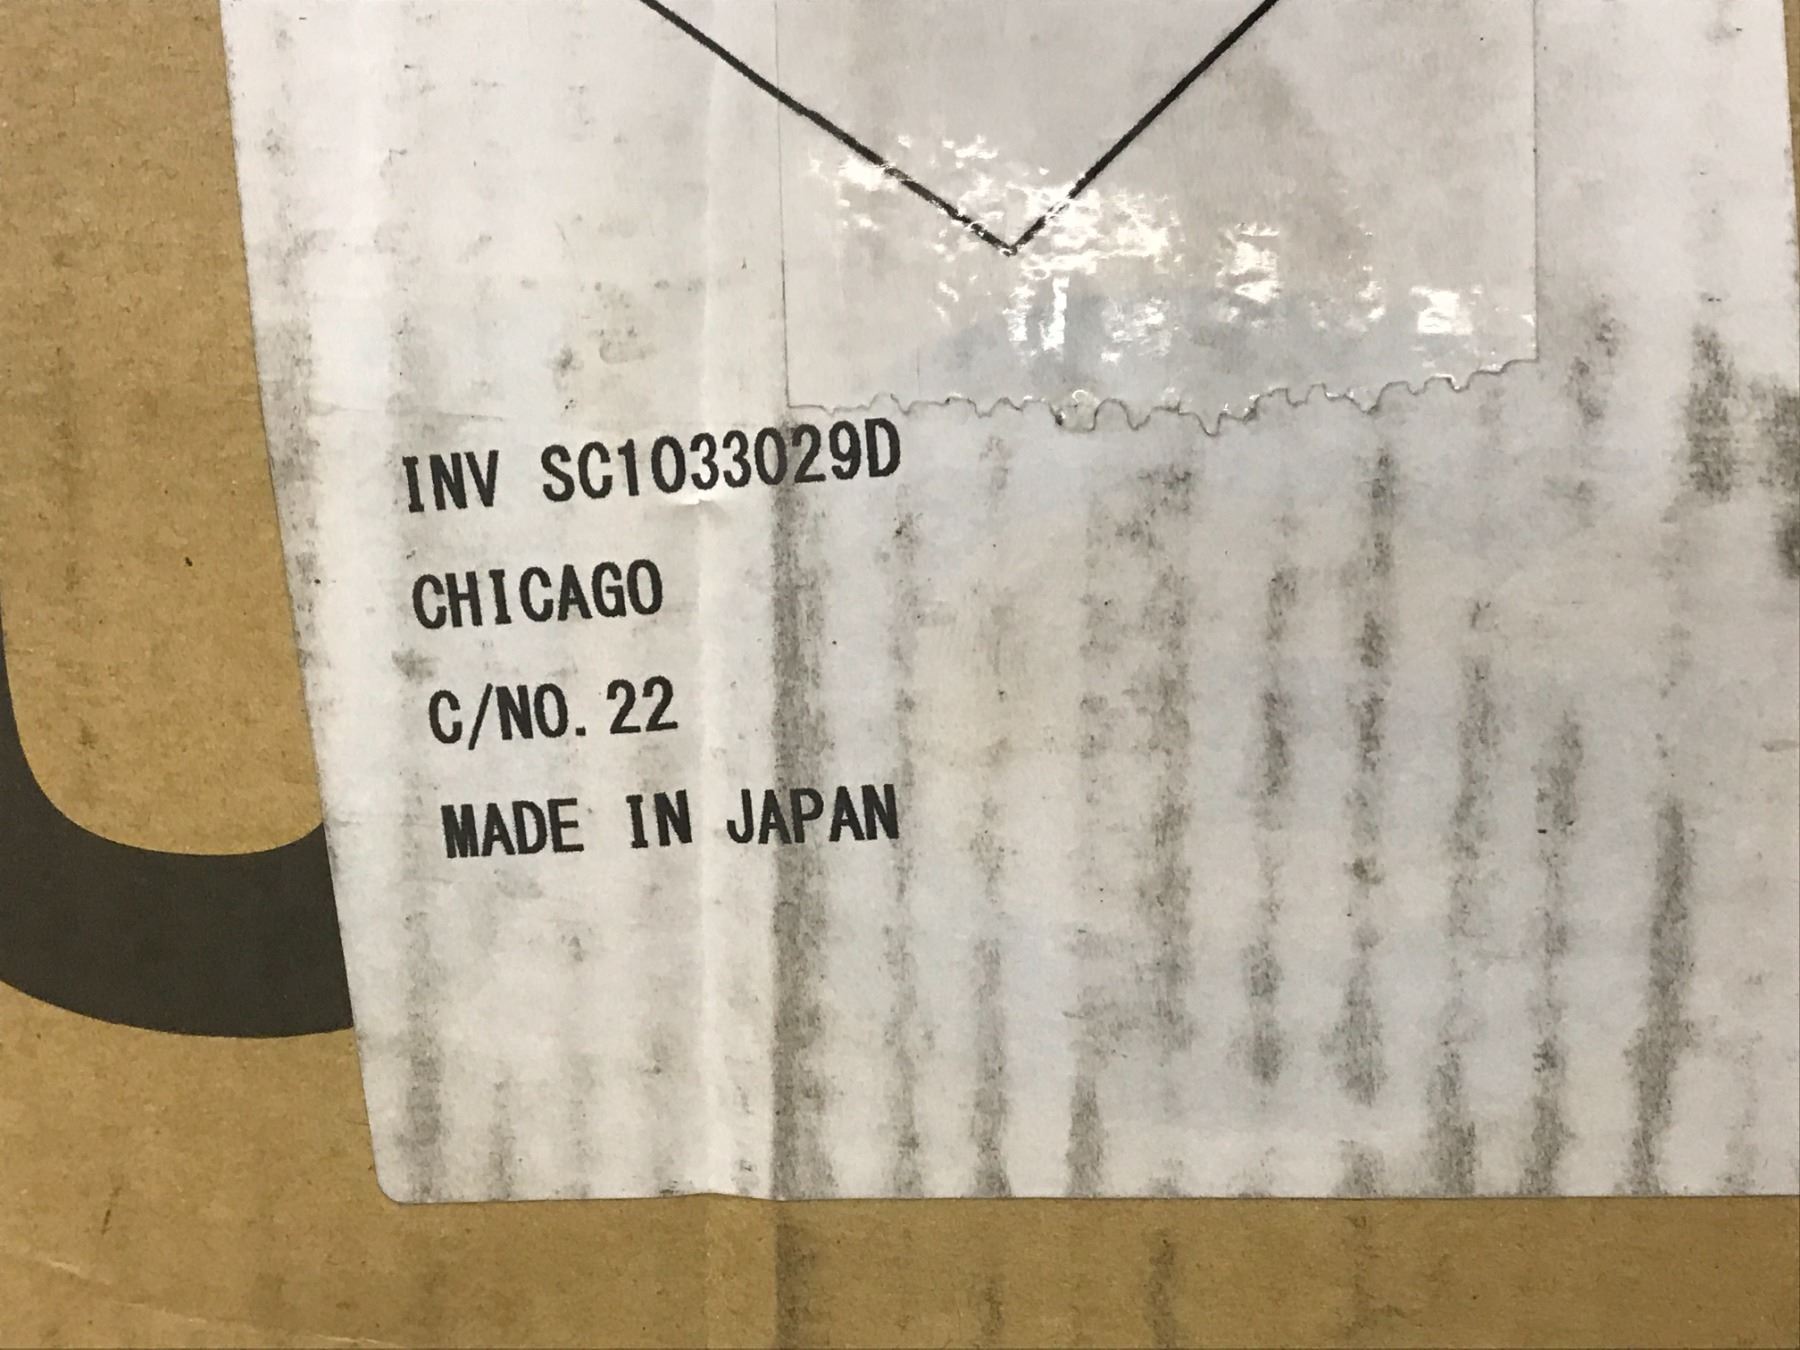 INV SC1033029D
CHICAGO
C/NO. 22
MADE IN JAPAN